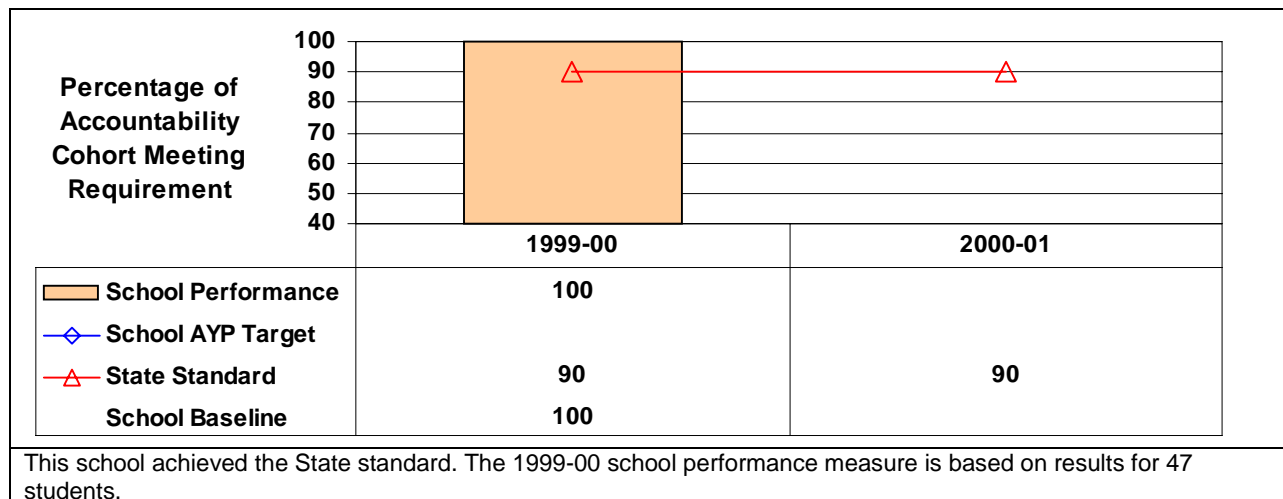 Percentage of
Accountability
Cohort Meeting
Requirement
100
90
80
70
60
50
40
1999-00 2000-01
School Performance 100
School AYP Target
State Standard 90 90
School Baseline 100
This school achieved the State standard. The 1999-00 school performance measure is based on results for 47
students.